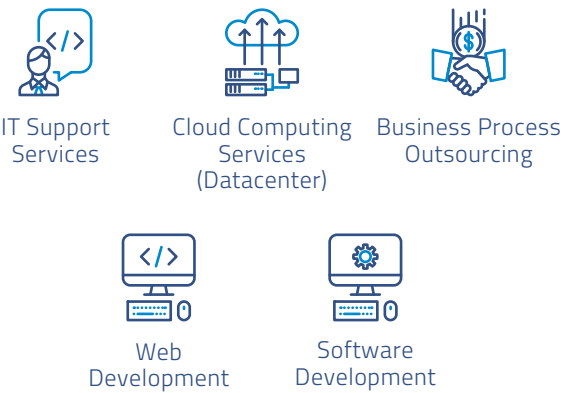 IT Support
Services
Cloud Computing
Services
(Datacenter)
Business Process
Outsourcing
Web
Development
Software
Development